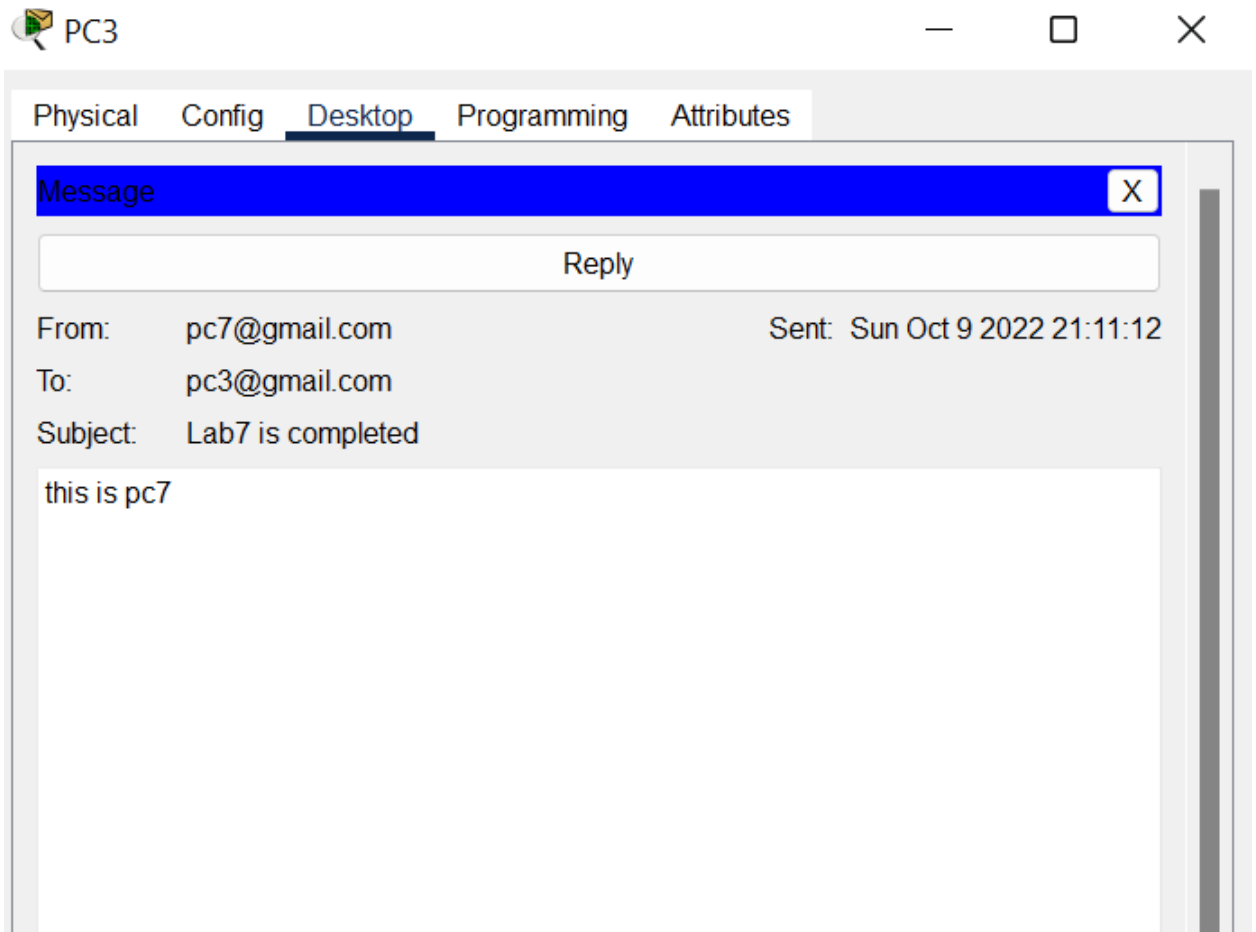 PC3
Physical Config Desktop Programming Attributes
Message X
Reply
From: pc7@gmail.com Sent: Sun Oct 9 2022 21:11:12
To: pc3@gmail.com
Subject: Lab7 is completed
this is pc7